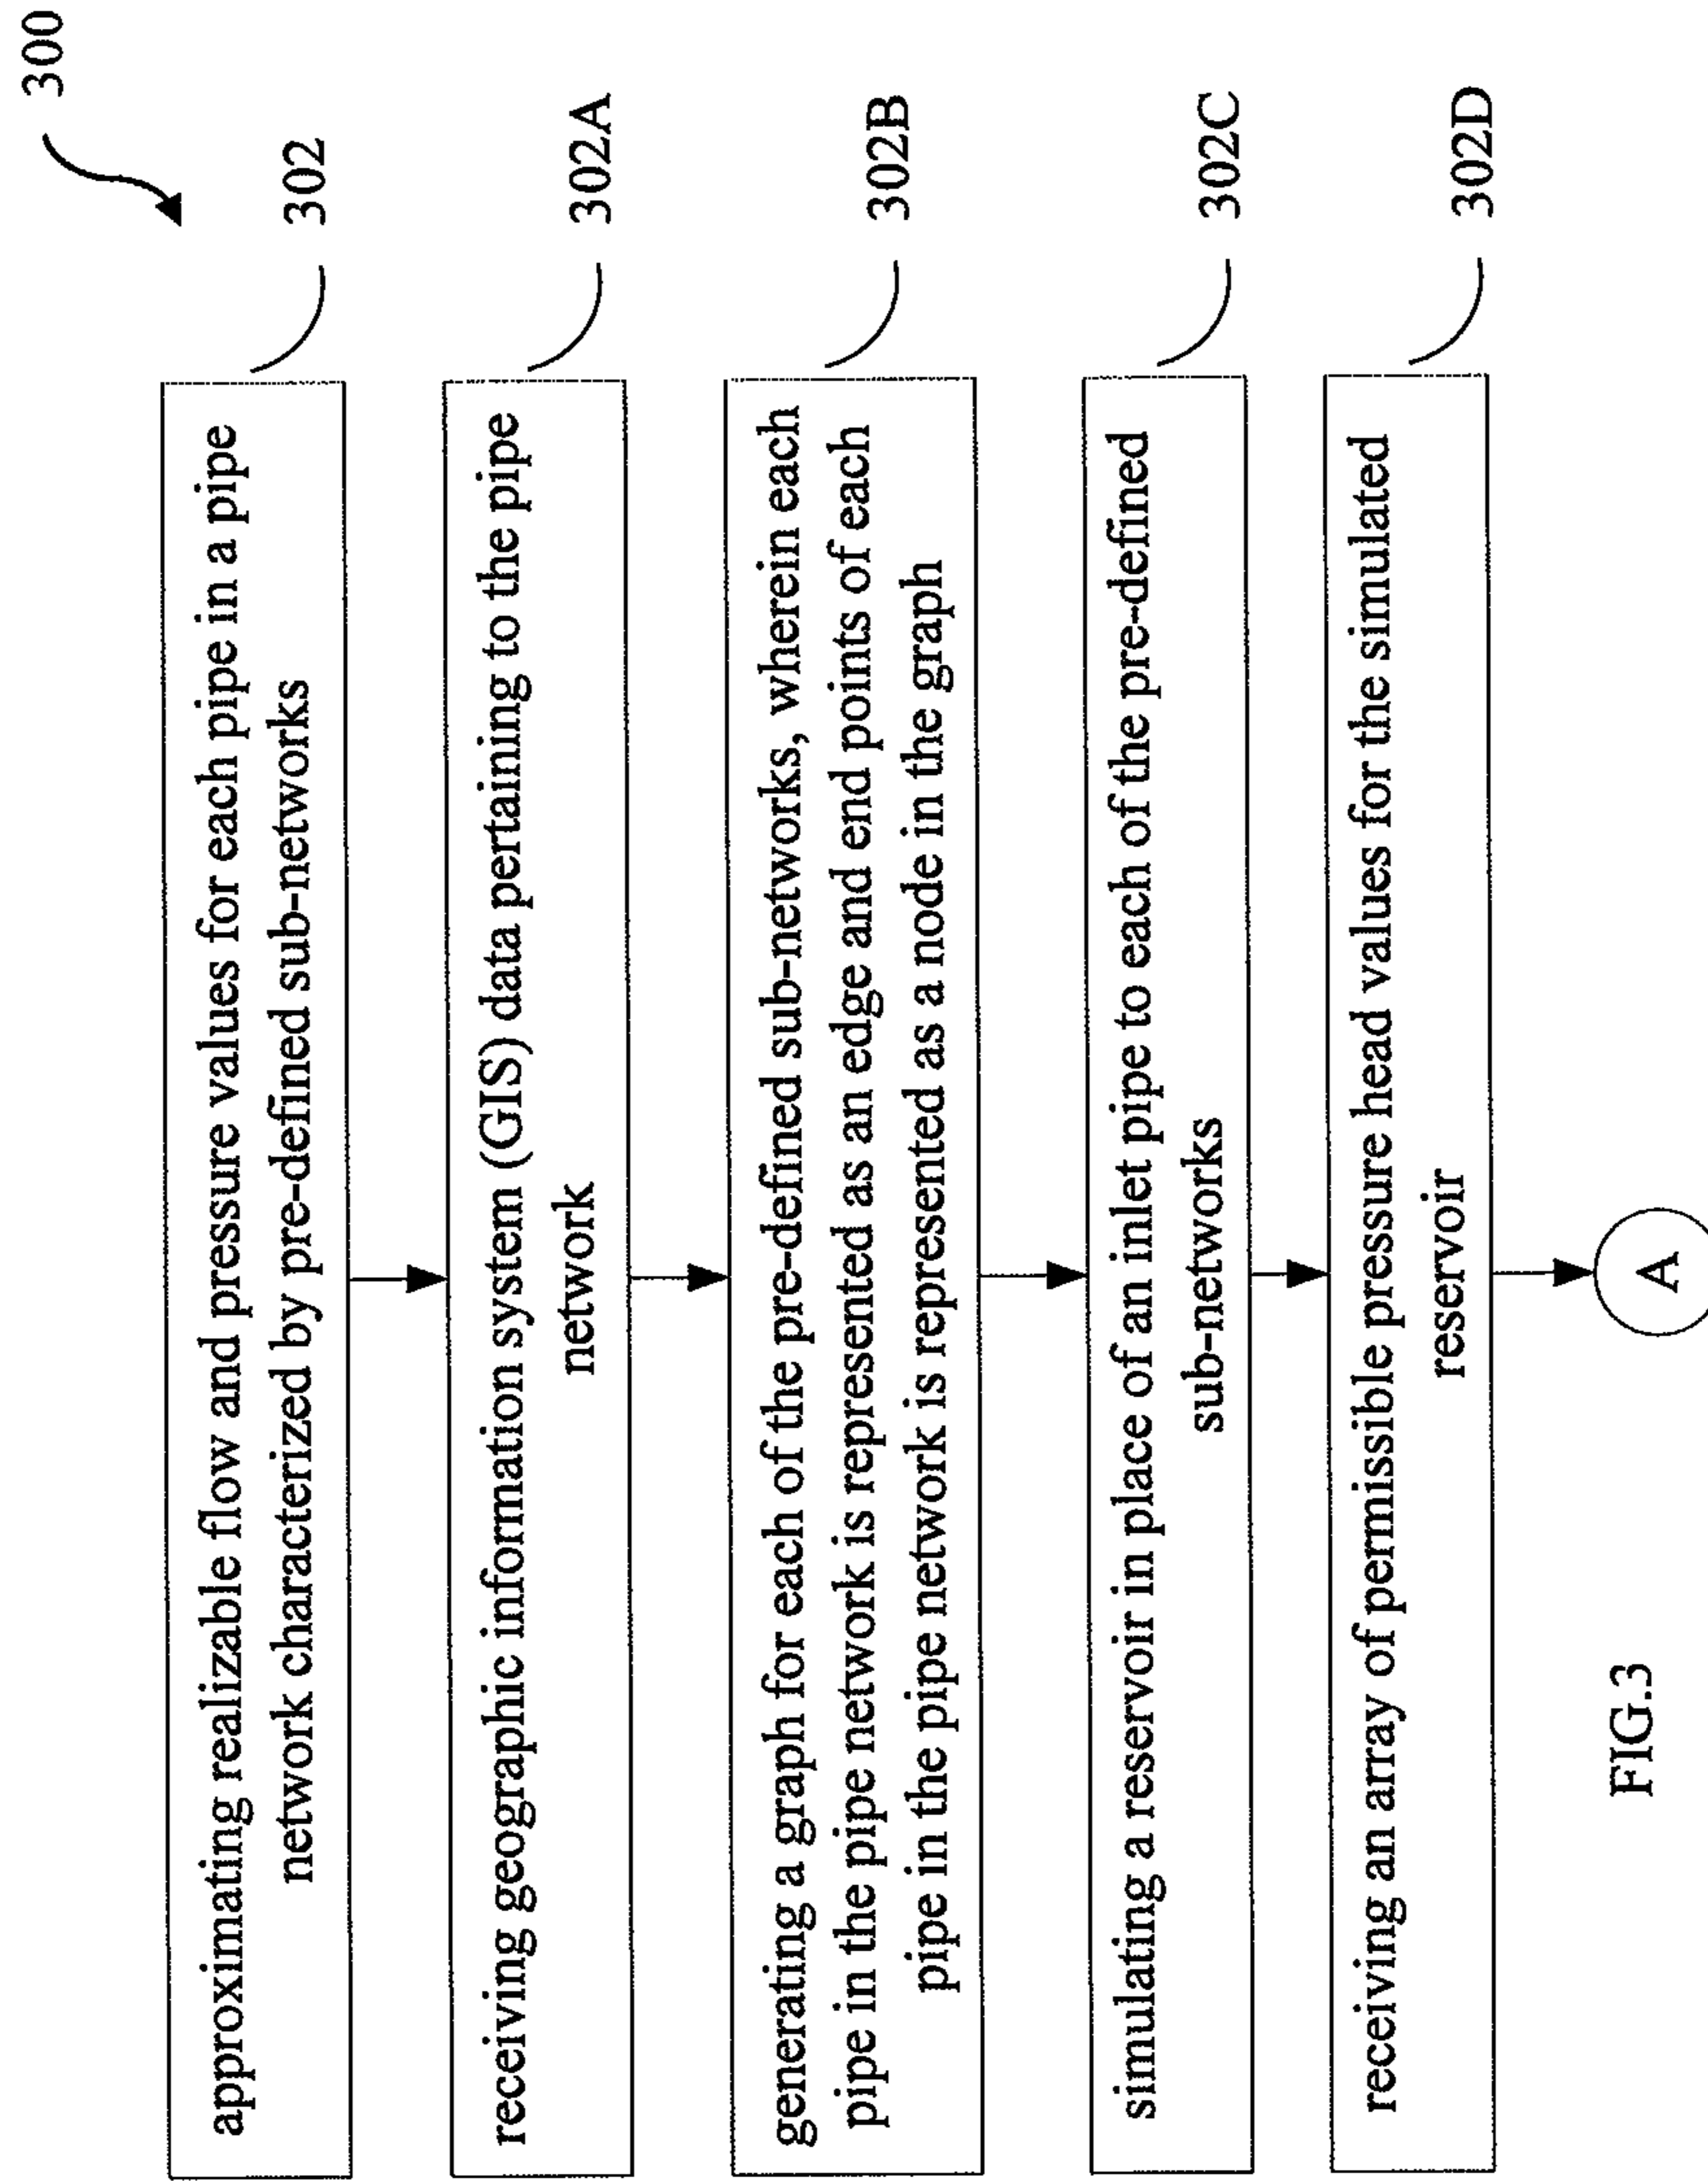 300
approximating realizable flow and pressure values for each pipe in a pipe
network characterized by pre-defined sub-networks
302
receiving geographic information system (GIS) data pertaining to the pipe
network
302A
generating a graph for each of the pre-defined sub-networks, wherein each
pipe in the pipe network is represented as an edge and end points of each
pipe in the pipe network is represented as a node in the graph
302B
simulating a reservoir in place of an inlet pipe to each of the pre-defined
sub-networks
302C
receiving an array of permissible pressure head values for the simulated
reservoir
302D
A
FIG.3